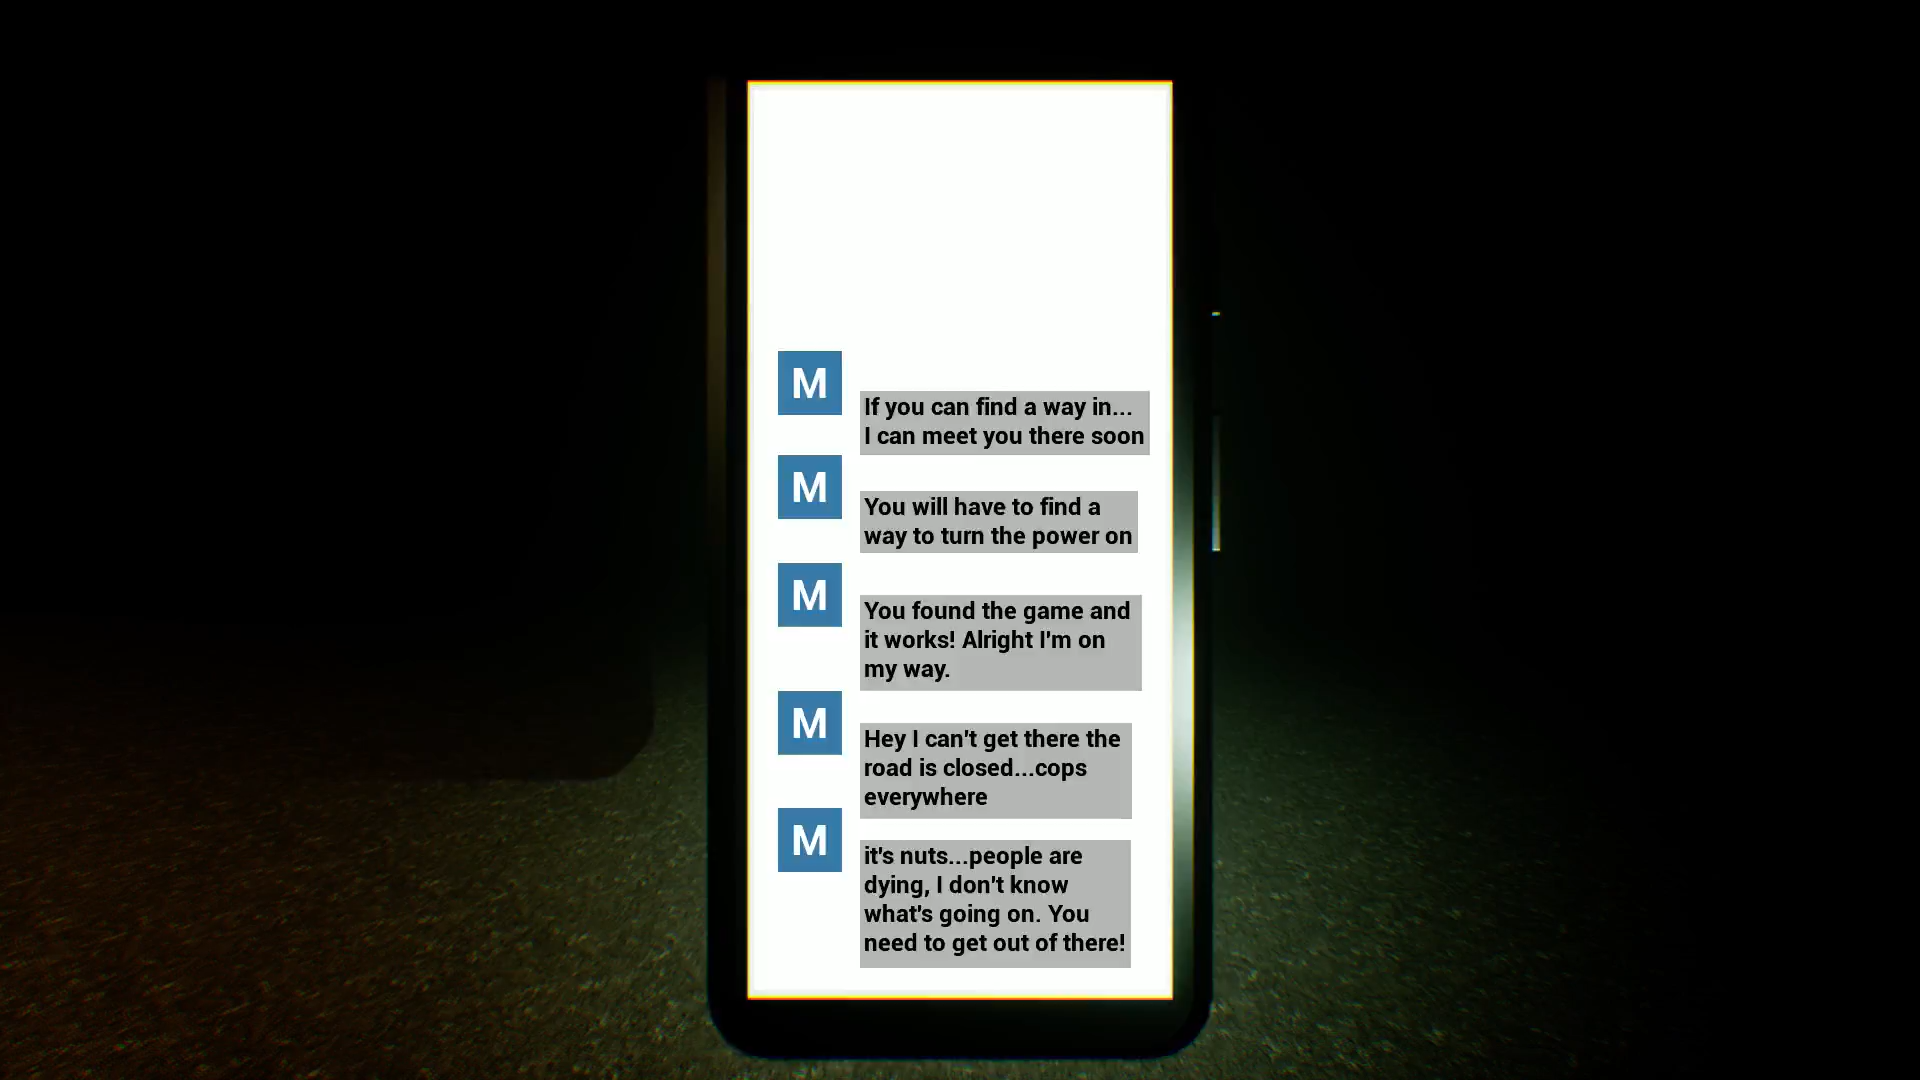 M
If you can find a way in...
I can meet you there soon
M
You will have to find a
way to turn the power on
M
You found the game and
it works! Alright I'm on
my way.
M
Hey I can't get there the
road is closed...cops
everywhere
M
it's nuts...people are
dying, I don't know
what's going on. You
need to get out of there!